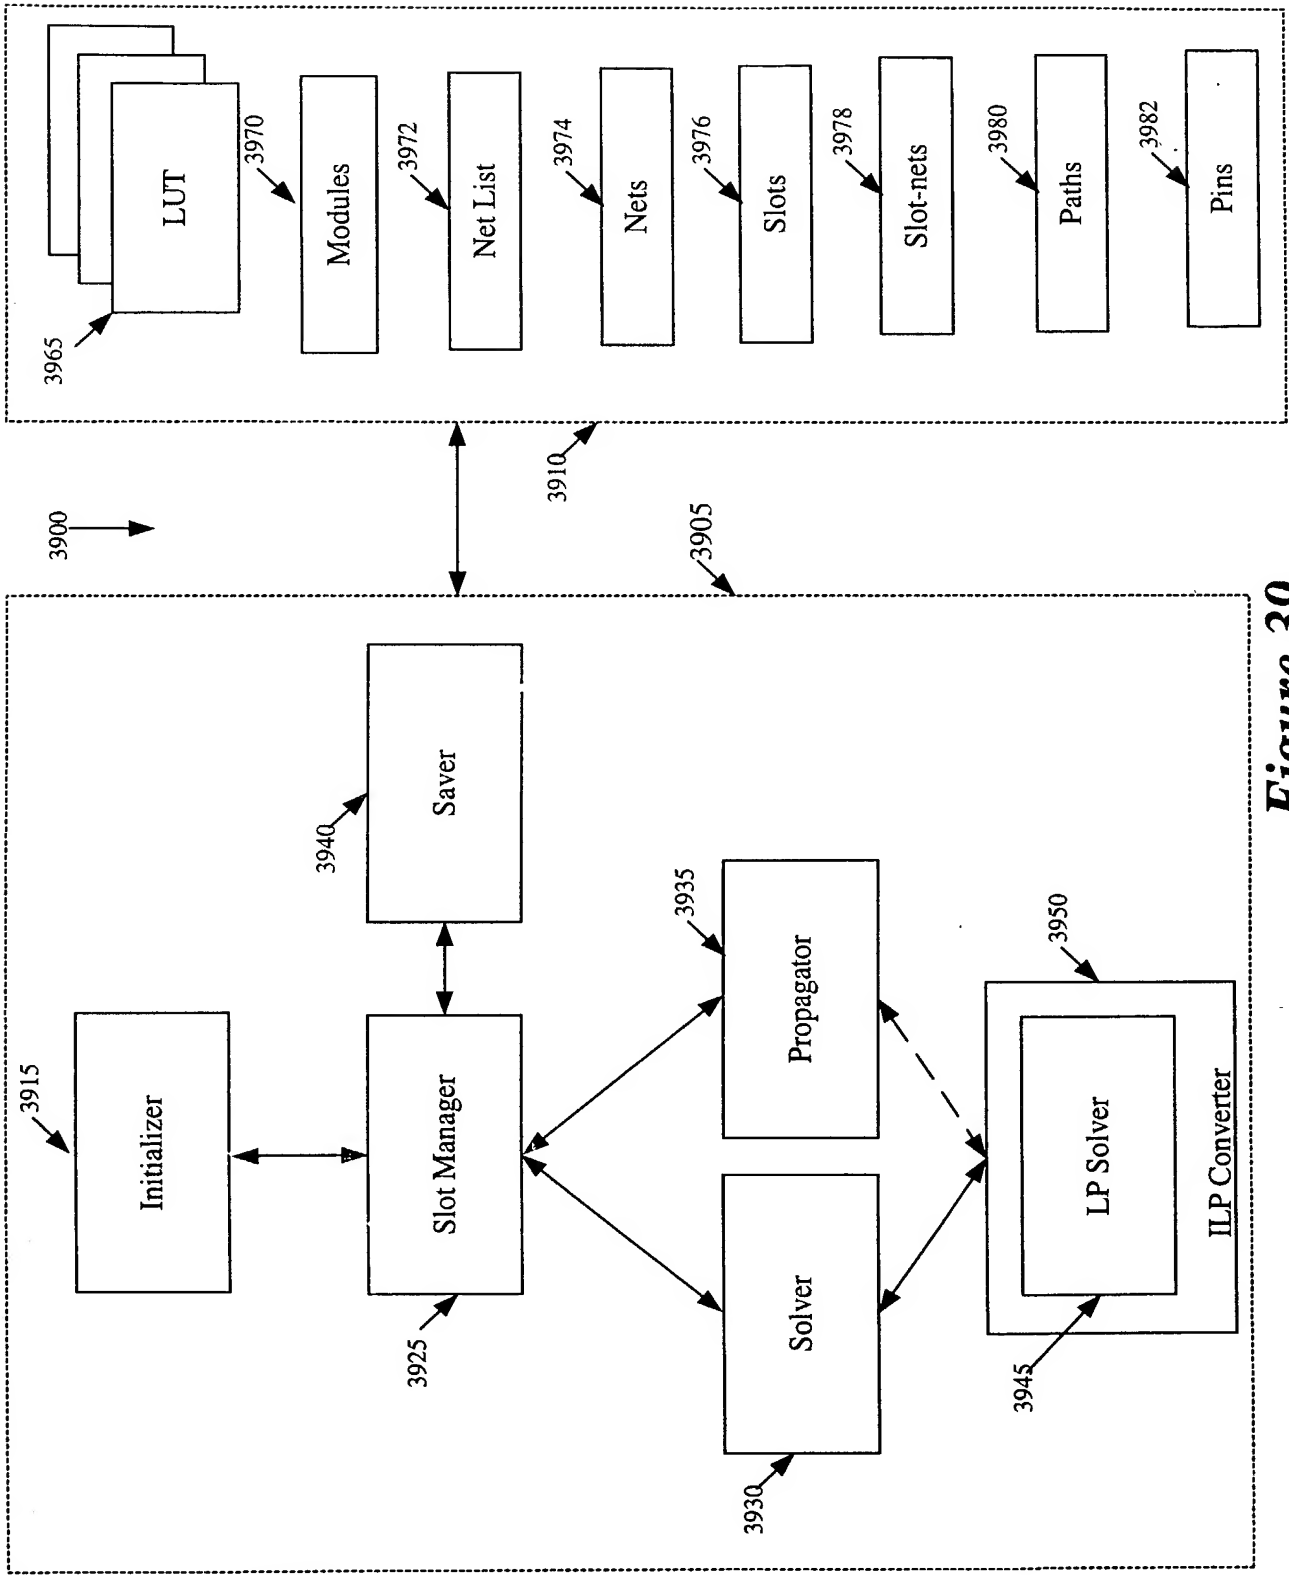 3900
3905
3910
3915
Initializer
3925
Slot Manager
3940
Saver
3930
Solver
3935
Propagator
3945
LP Solver
ILP Converter
3950
3965
LUT
3970
Modules
3972
Net List
3974
Nets
3976
Slots
3978
Slot-nets
3980
Paths
3982
Pins
Figure 39